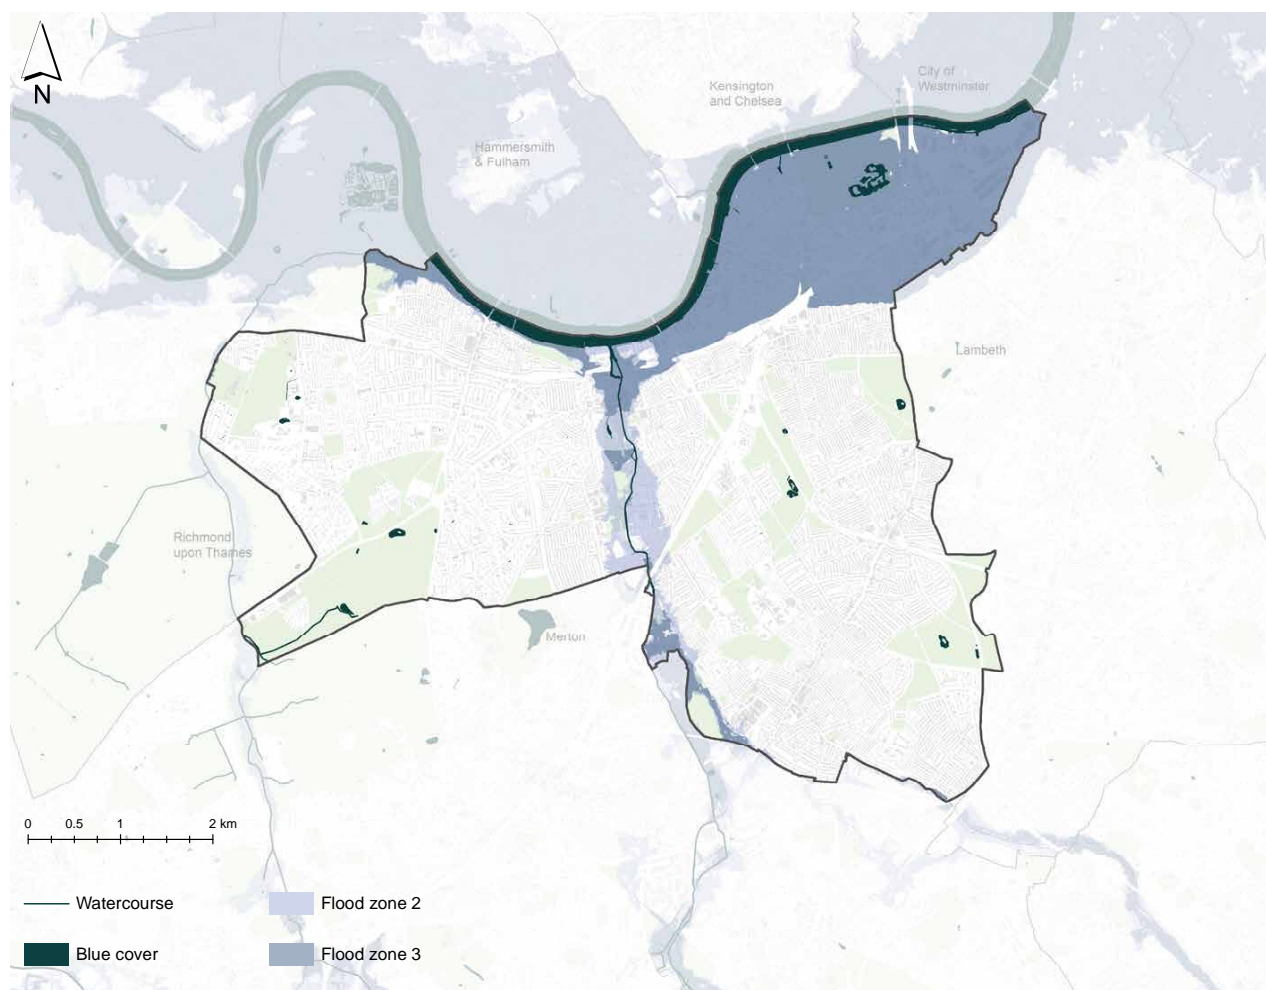 N
City of
Westminster
Kensington
and Chelsea
Hammersmith
& Fulham
Lambeth
Richmond
upon Thames
Merton
0 0.5 1 2 km
Watercourse
Flood zone 2
Blue cover
Flood zone 3